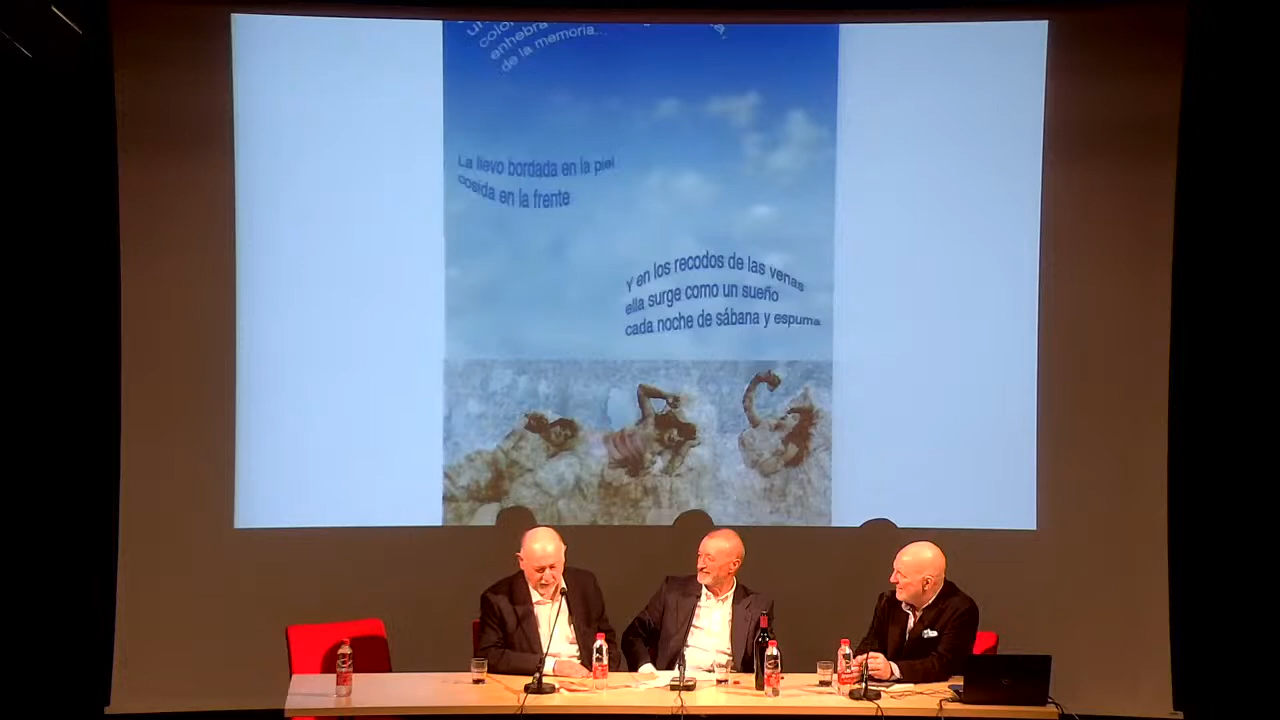 enhebra
de la memoria...
La llevo bordada en la piel
cosida en la frente
Y en los recodos de las venas
ella surge como un sueño
cada noche de sábana y espuma